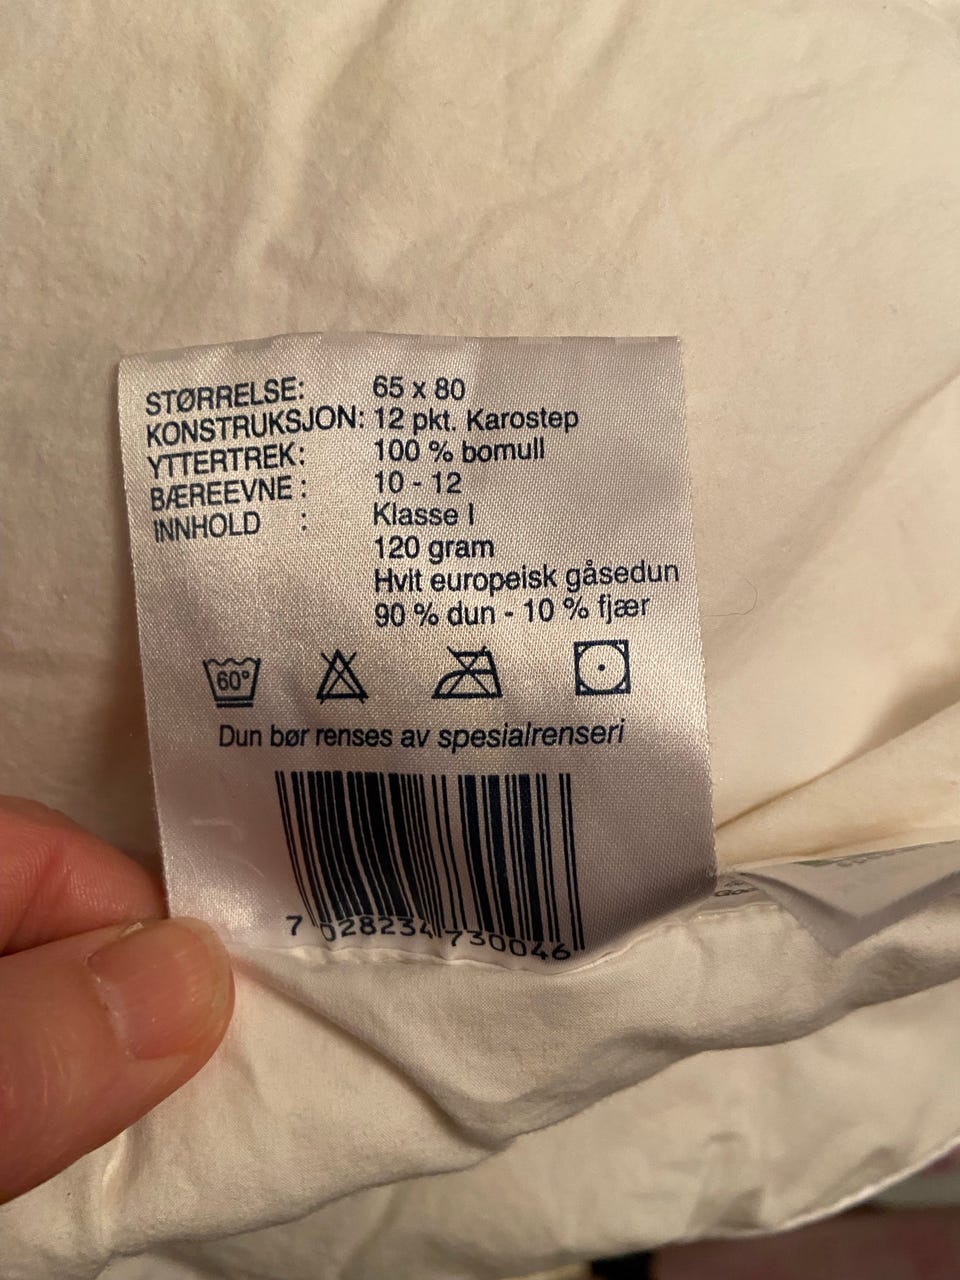 STØRRELSE: 65 x 80
KONSTRUKSJON: 12 pkt. Karostep
YTTERTREK: 100 % bomull
BÆREEVNE : 10 - 12
INNHOLD : Klasse I
120 gram
Hvit europeisk gåsedun
90 % dun - 10 % fjær
60°
Dun bør renses av spesialrenseri
7 028234 730046